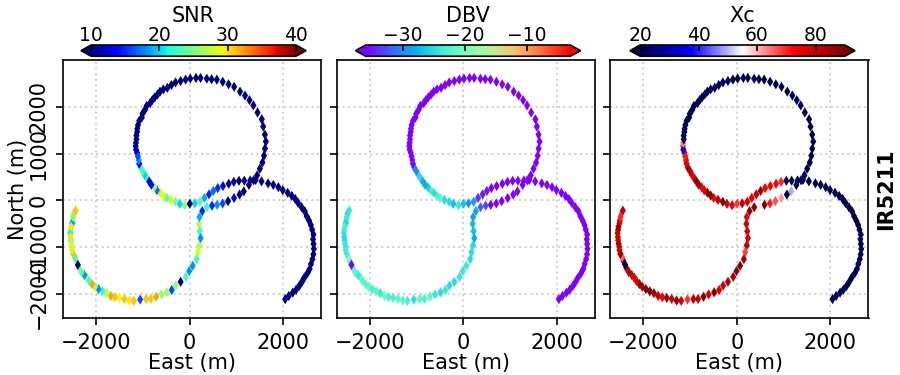 SNR DBV Xc
10 20 30 40 −30 −20 −10 20 40 60 80
North (m)
2000
1000
0
−1000
−2000
IR5211
−2000 0 2000 −2000 0 2000 −2000 0 2000
East (m) East (m) East (m)